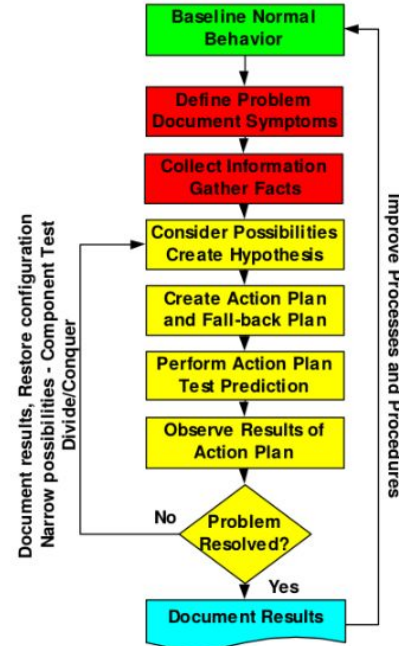 Baseline Normal
Behavior
Define Problem
Document Symptoms
Collect Information
Gather Facts
Consider Possibilities
Create Hypothesis
Create Action Plan
and Fall-back Plan
Perform Action Plan
Test Prediction
Observe Results of
Action Plan
No
Problem
Resolved?
Yes
Document Results
Document results, Restore configuration
Narrow possibilities - Component Test
Divide/Conquer
Improve Processes and Procedures